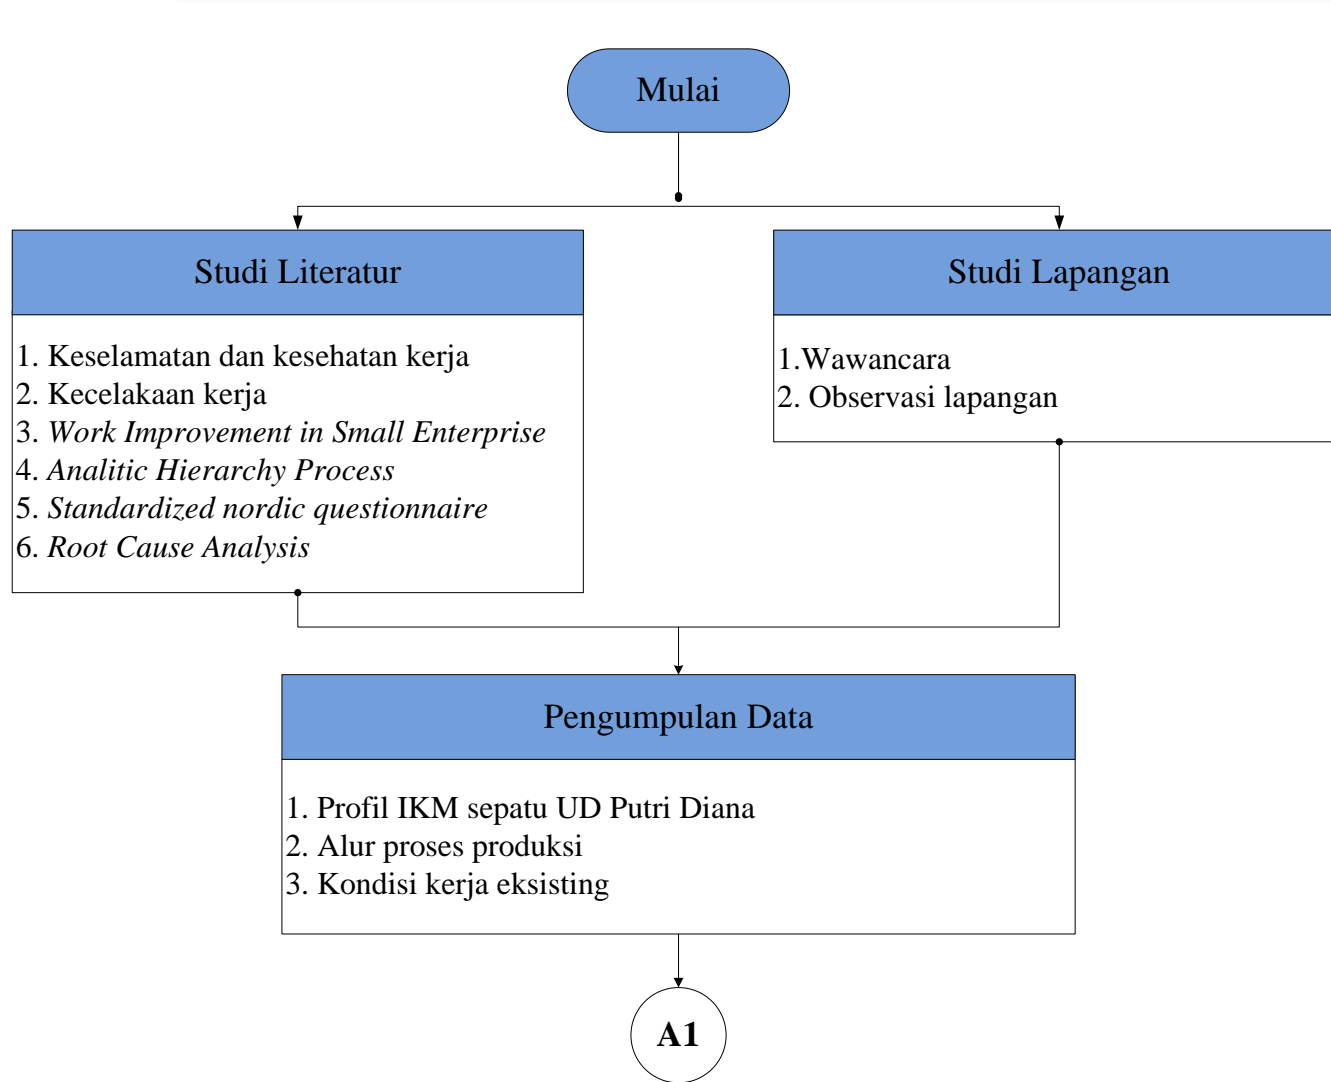 Mulai
Studi Literatur
1. Keselamatan dan kesehatan kerja
2. Kecelakaan kerja
3. Work Improvement in Small Enterprise
4. Analitic Hierarchy Process
5. Standardized nordic questionnaire
6. Root Cause Analysis
Studi Lapangan
1.Wawancara
2. Observasi lapangan
Pengumpulan Data
1. Profil IKM sepatu UD Putri Diana
2. Alur proses produksi
3. Kondisi kerja eksisting
A1